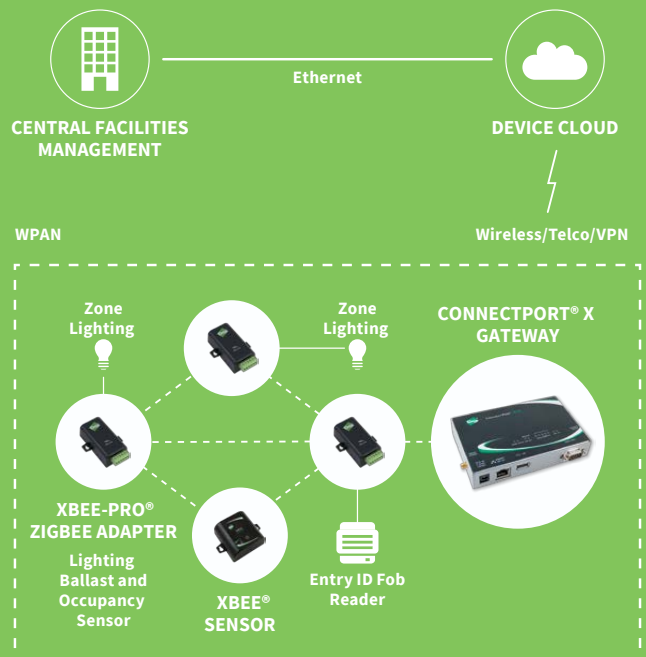 Ethernet
CENTRAL FACILITIES
MANAGEMENT
DEVICE CLOUD
WPAN
Wireless/Telco/VPN
Zone
Lighting
Zone
Lighting
CONNECTPORT® X
GATEWAY
XBEE-PRO®
ZIGBEE ADAPTER
Lighting
Ballast and
Occupancy
Sensor
XBEE®
SENSOR
Entry ID Fob
Reader